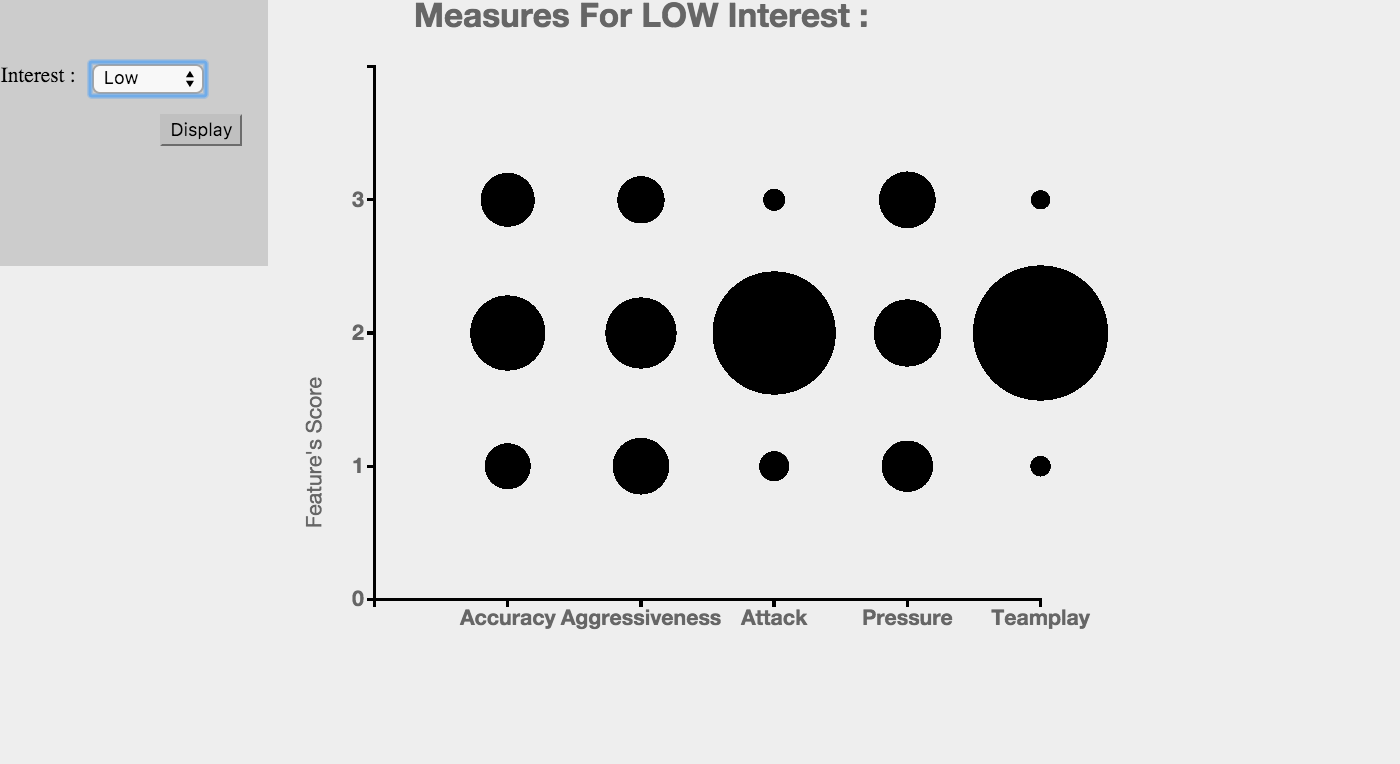 Measures For LOW Interest :
Interest :
Low
Display
3
2
1
0
Feature's Score
Accuracy Aggressiveness Attack Pressure Teamplay